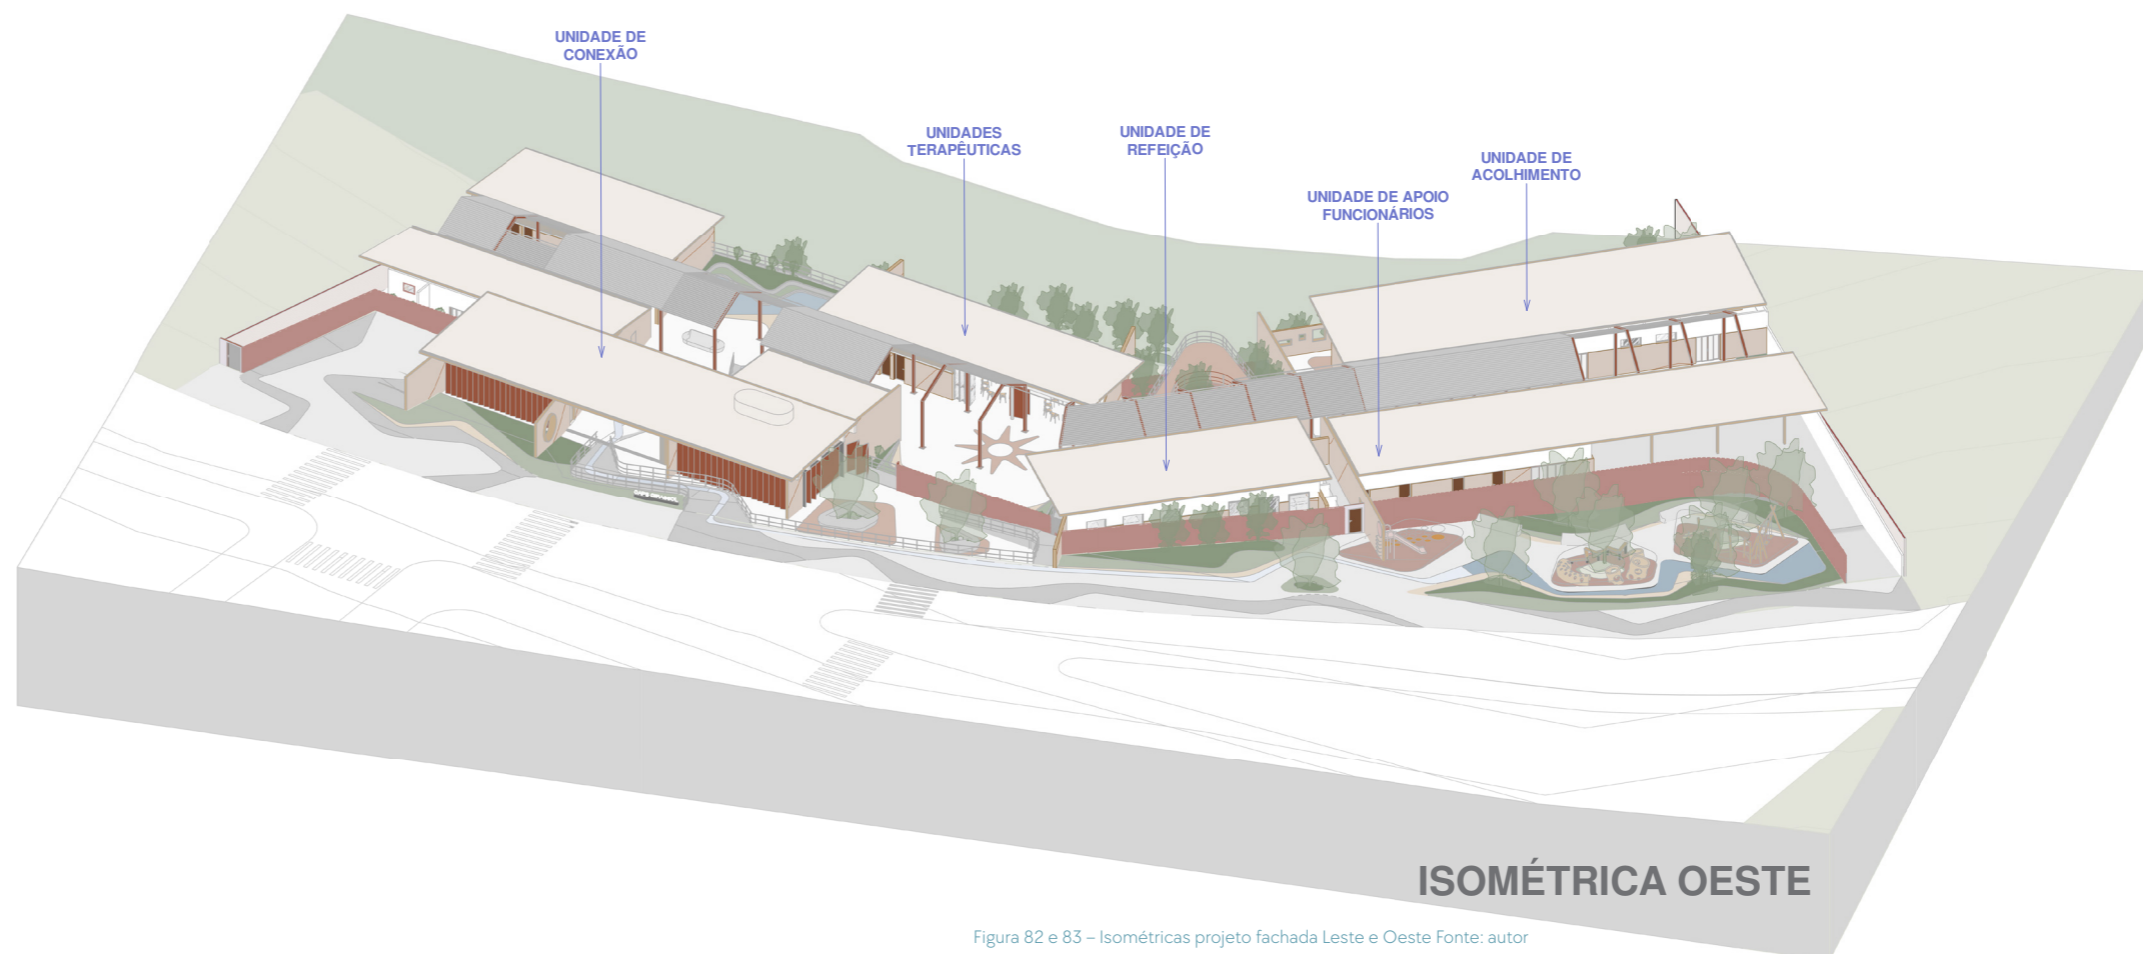 UNIDADE DE
CONEXÃO
UNIDADES
TERAPÊUTICAS
UNIDADE DE
REFEIÇÃO
UNIDADE DE APOIO
FUNCIONÁRIOS
UNIDADE DE
ACOLHIMENTO
ISOMÉTRICA OESTE
Figura 82 e 83 – Isométricas projeto fachada Leste e Oeste Fonte: autor